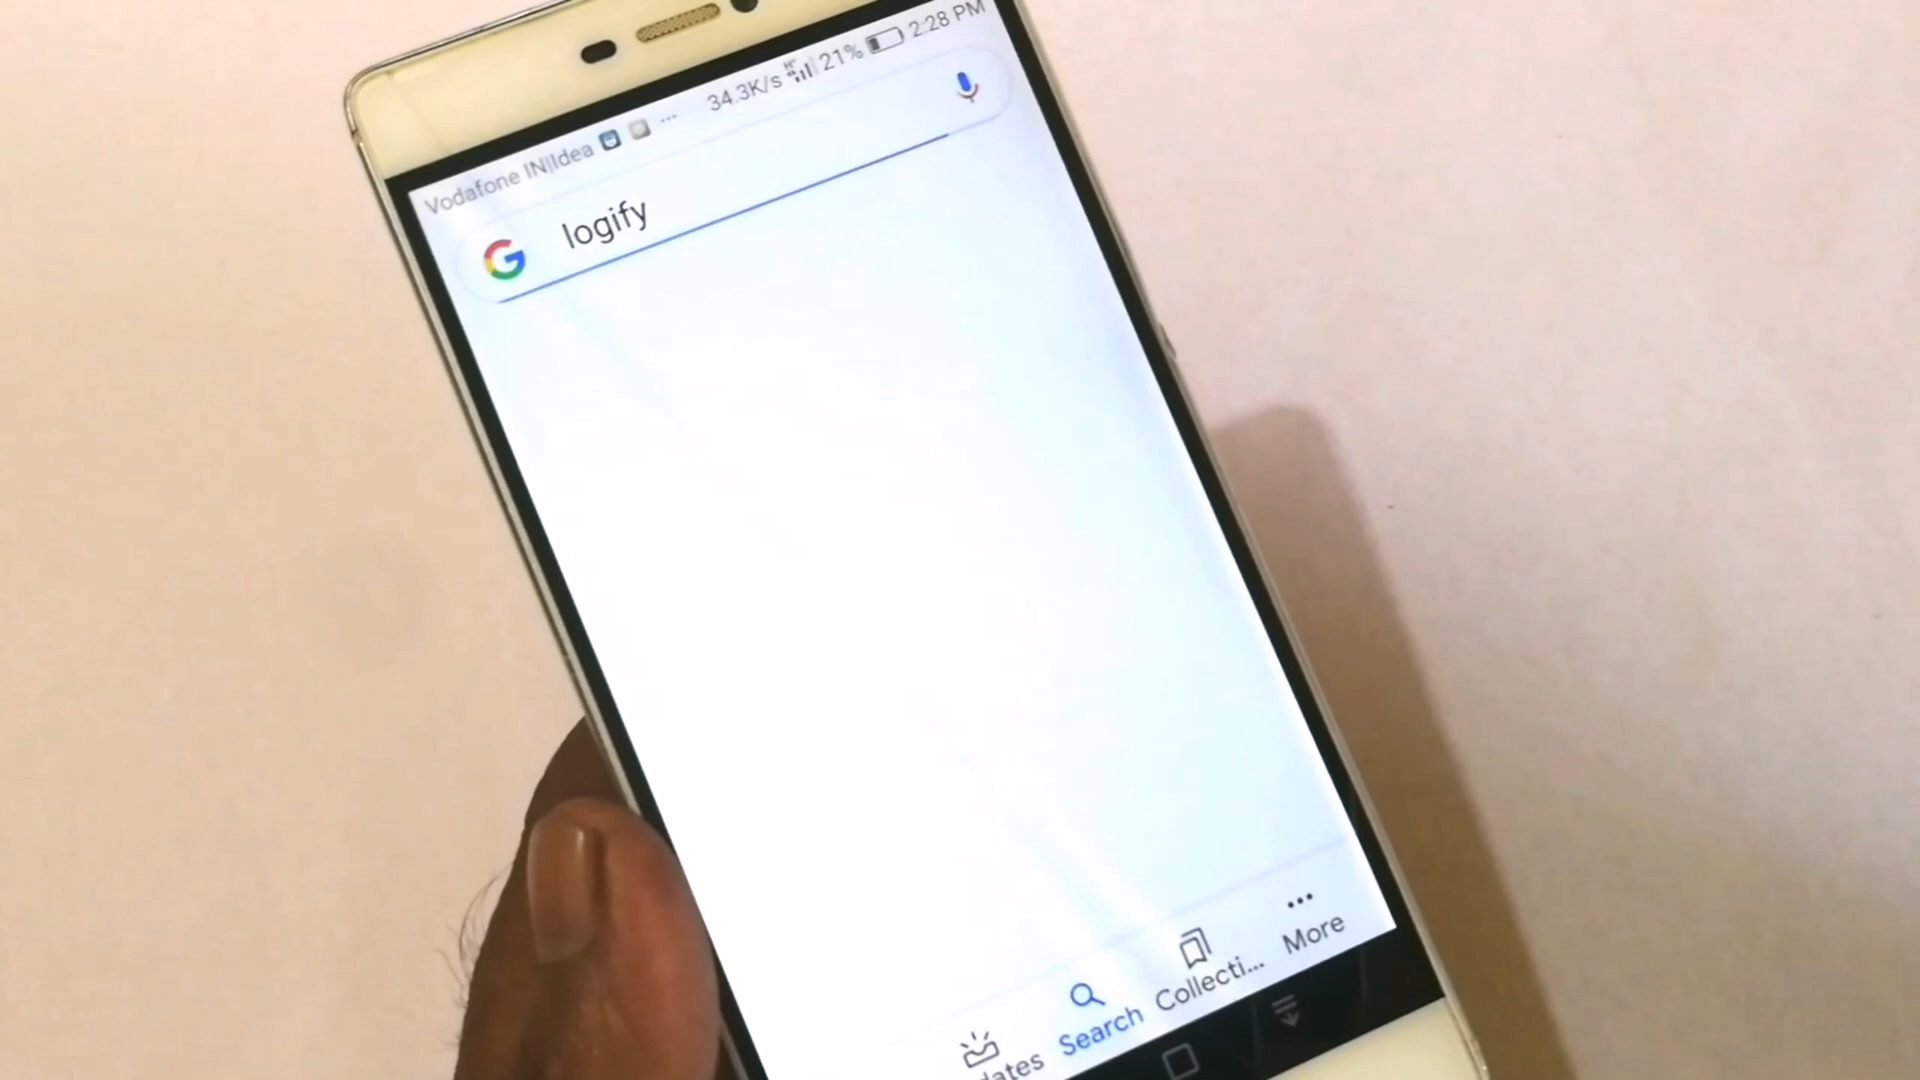 Vodafone IN|Idea ... 34.3K/s 21% 2:28 PM
G logify
dates Search Collecti... More